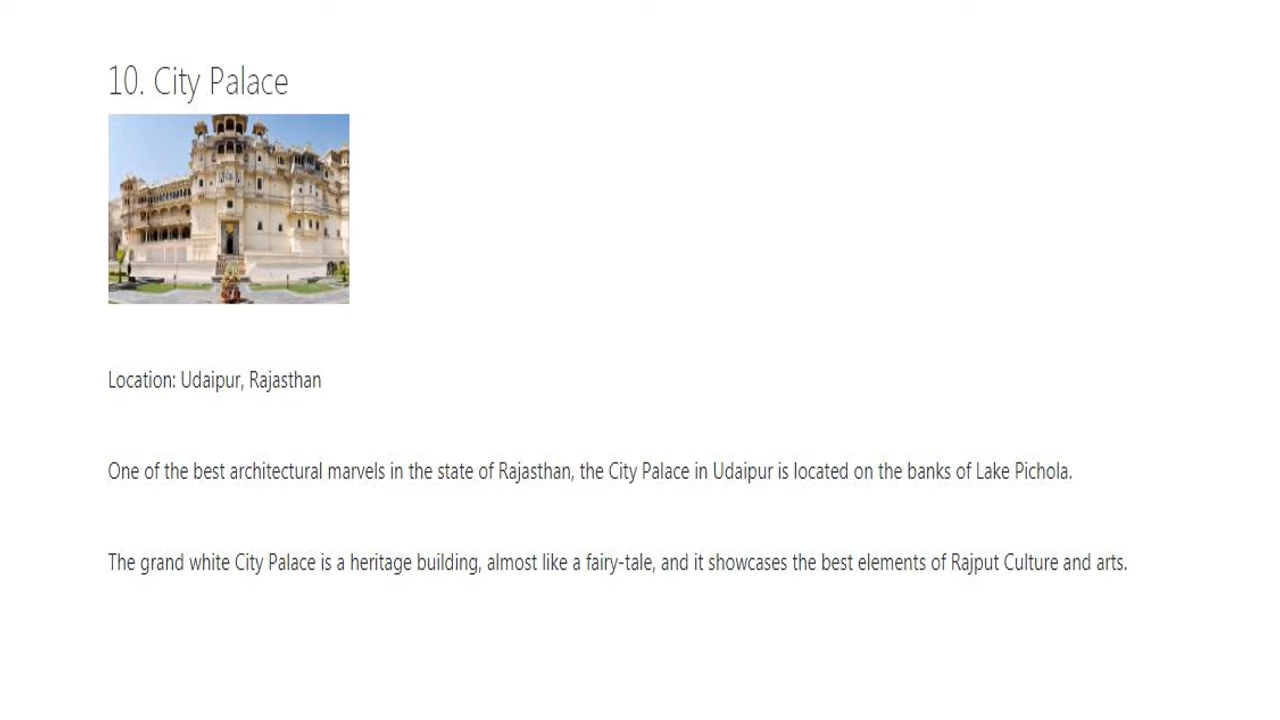 10. City Palace
Location: Udaipur, Rajasthan
One of the best architectural marvels in the state of Rajasthan, the City Palace in Udaipur is located on the banks of Lake Pichola.
The grand white City Palace is a heritage building, almost like a fairy-tale, and it showcases the best elements of Rajput Culture and arts.